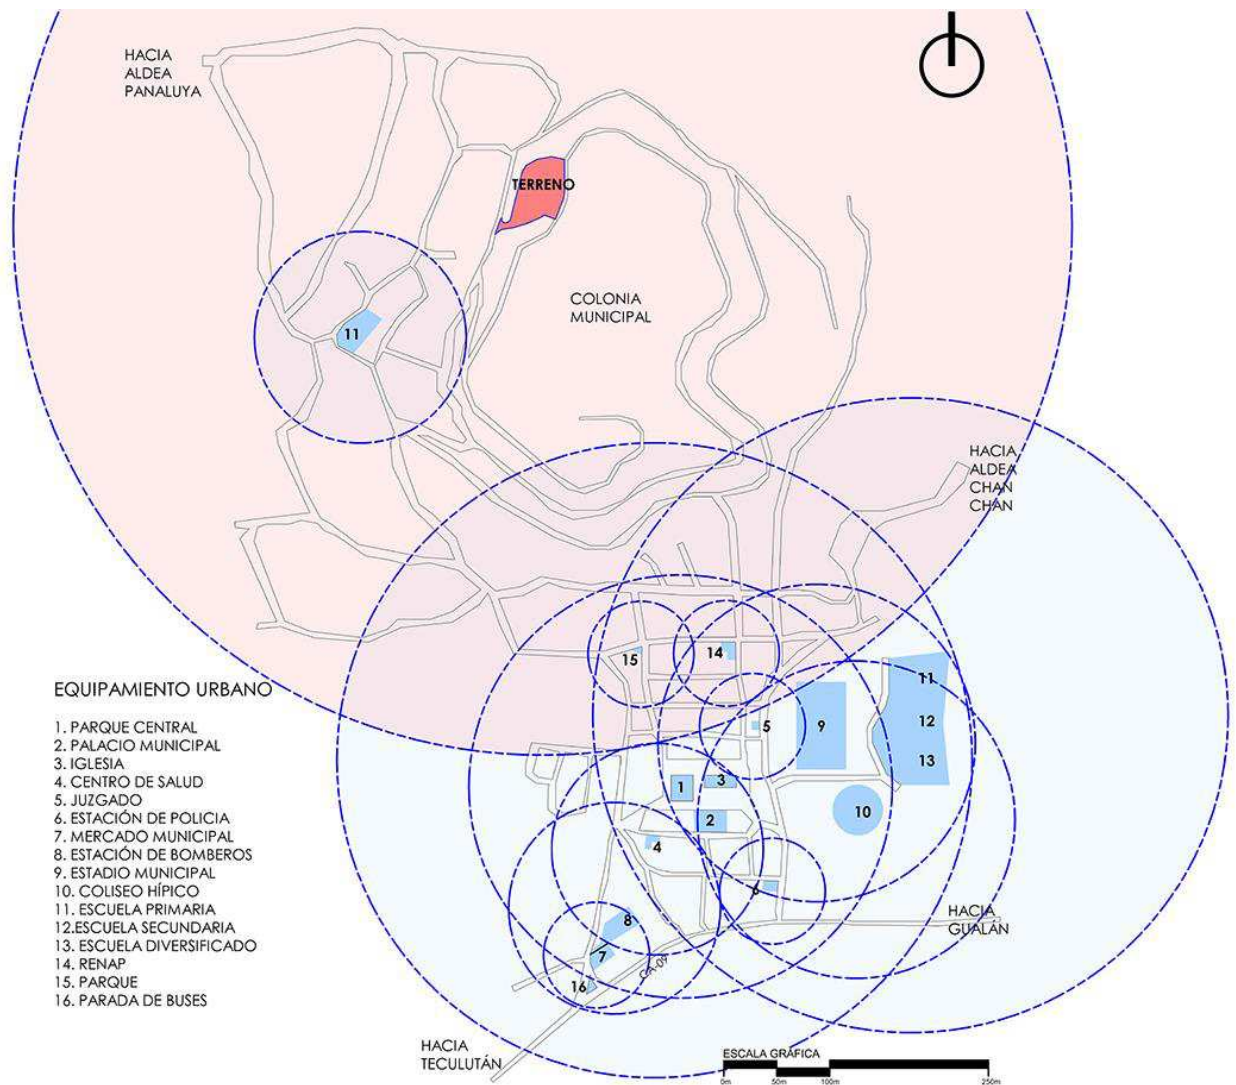 HACIA
ALDEA
PANALUYA
TERRENO
COLONIA
MUNICIPAL
11
HACIA
ALDEA
CHAN
CHAN
15
14
5
9
11
12
13
1
3
2
10
4
6
8
7
16
CA-09
HACIA
GUALÁN
HACIA
TECULUTÁN
EQUIPAMIENTO URBANO
1. PARQUE CENTRAL
2. PALACIO MUNICIPAL
3. IGLESIA
4. CENTRO DE SALUD
5. JUZGADO
6. ESTACIÓN DE POLICIA
7. MERCADO MUNICIPAL
8. ESTACIÓN DE BOMBEROS
9. ESTADIO MUNICIPAL
10. COLISEO HÍPICO
11. ESCUELA PRIMARIA
12.ESCUELA SECUNDARIA
13. ESCUELA DIVERSIFICADO
14. RENAP
15. PARQUE
16. PARADA DE BUSES
ESCALA GRÁFICA
0m 50m 100m 250m